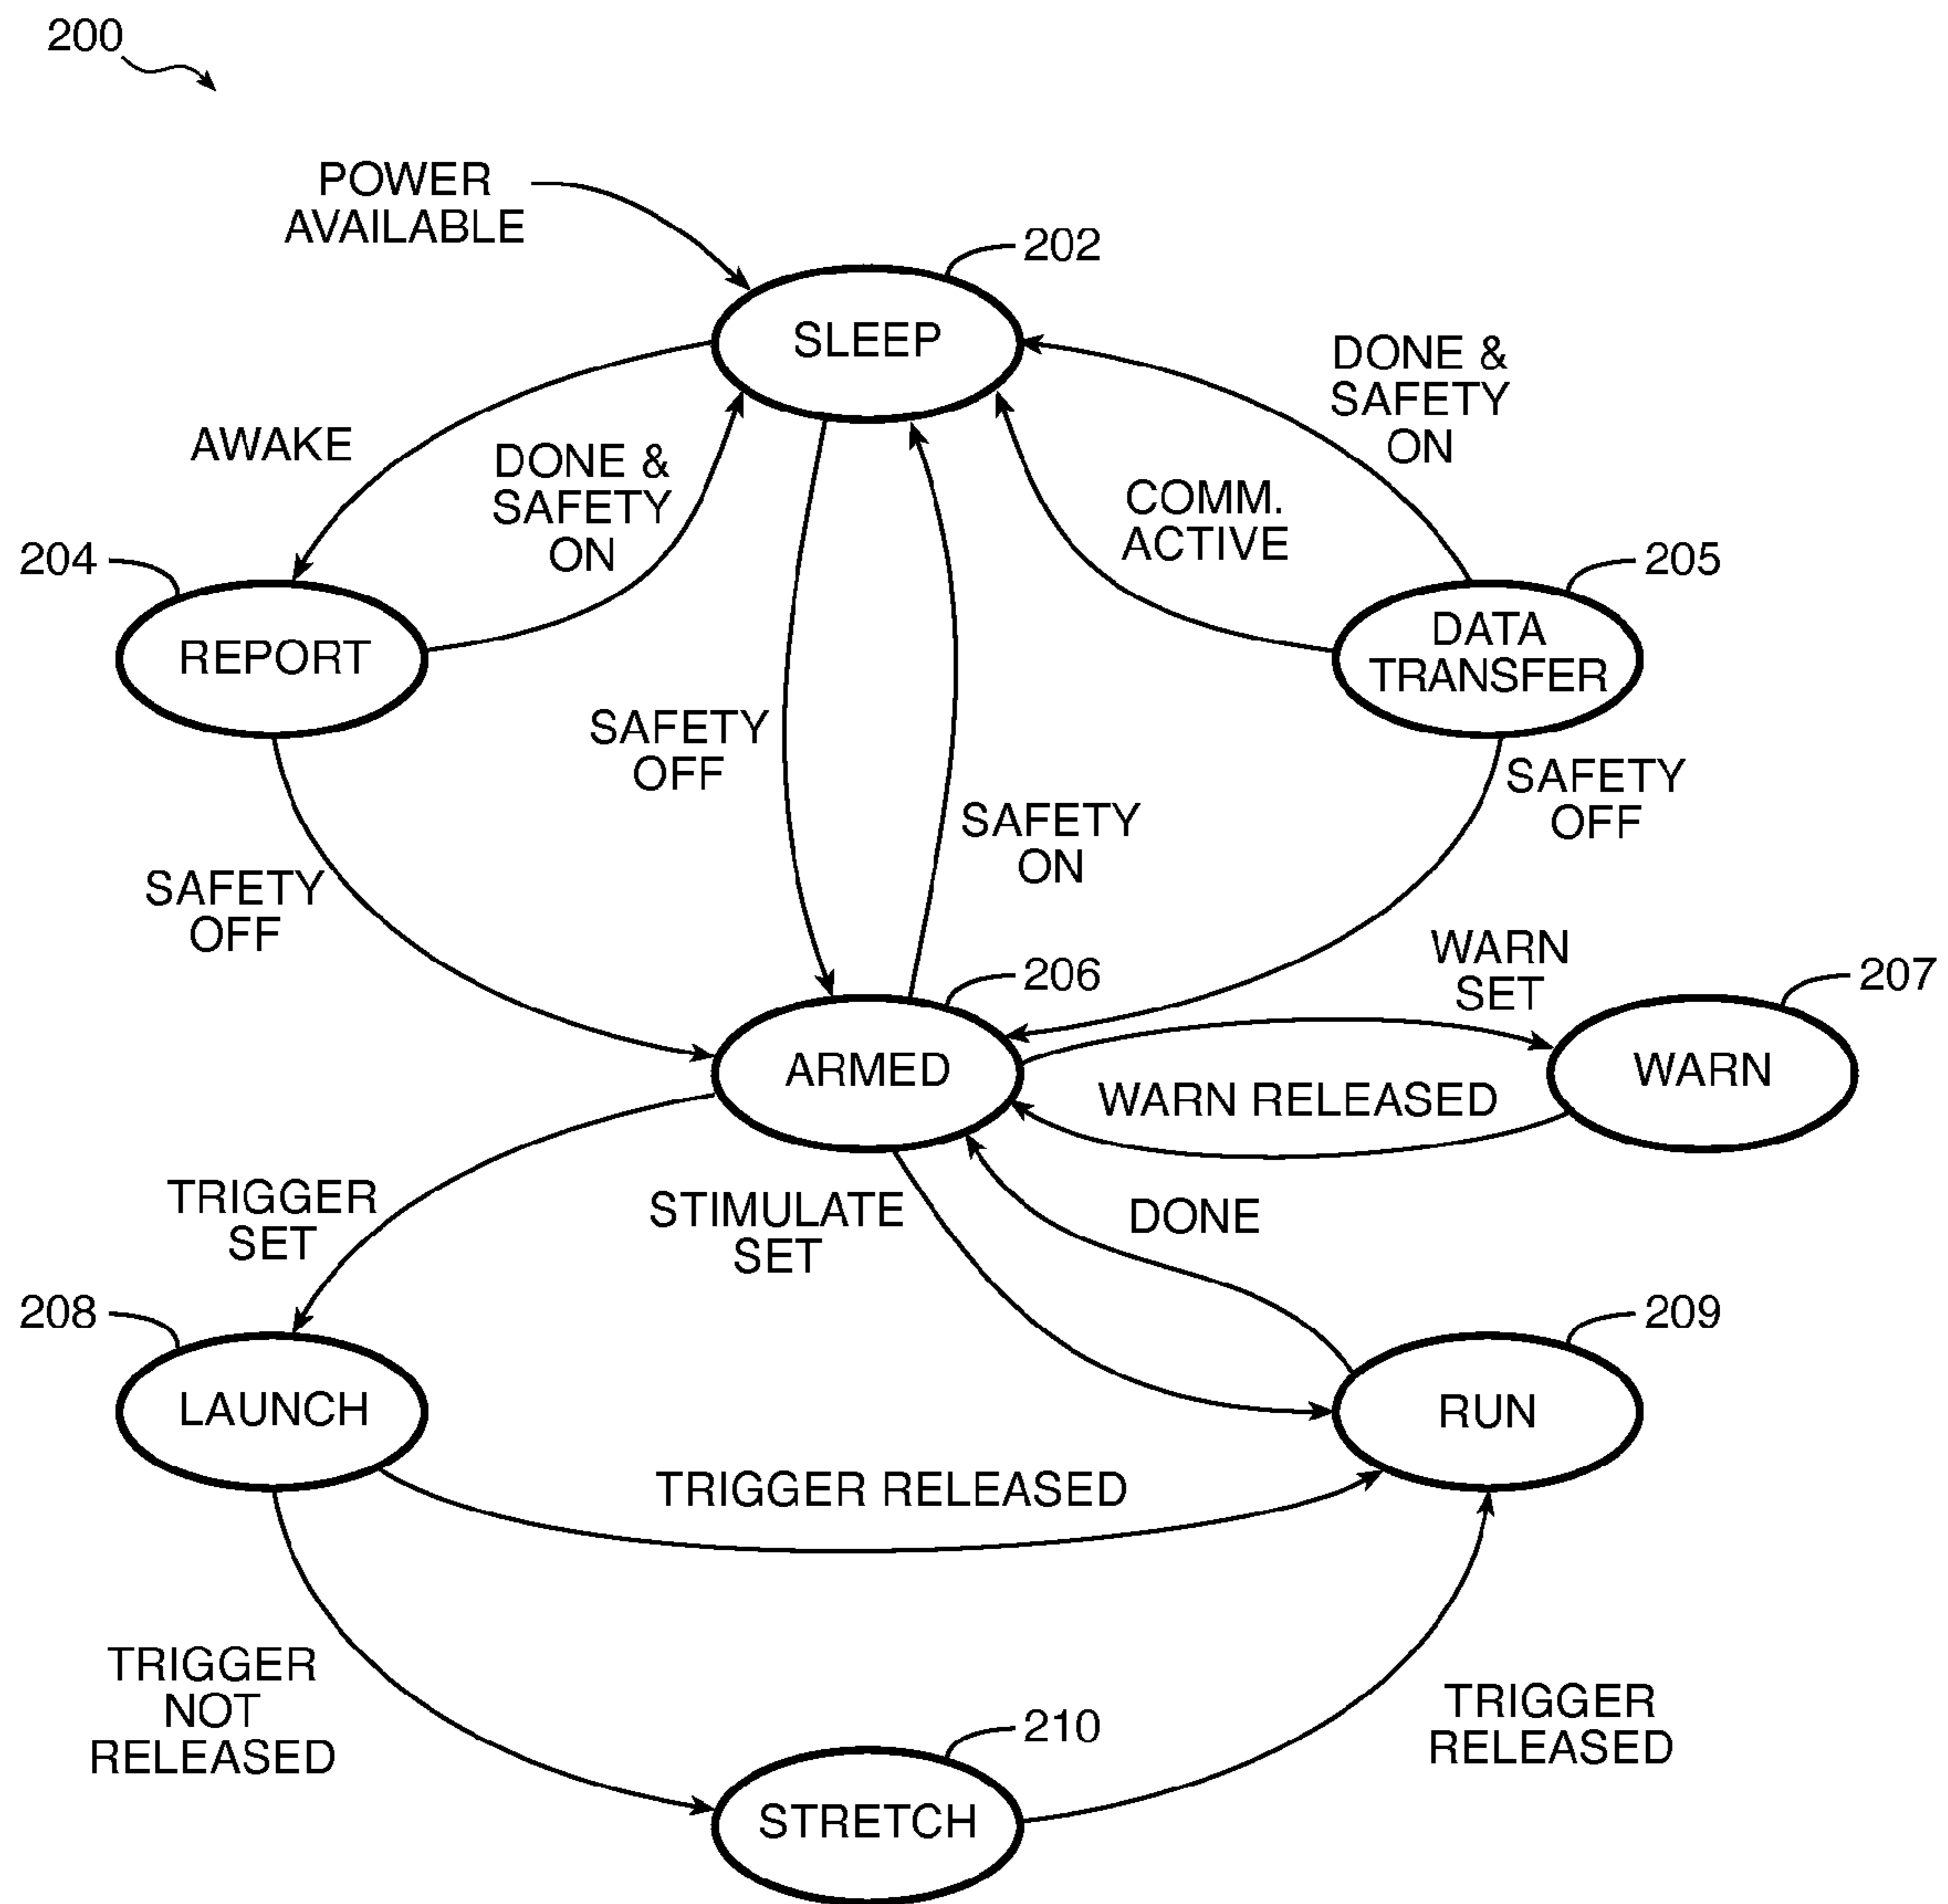 200
POWER
AVAILABLE
202
SLEEP
DONE &
SAFETY
ON
AWAKE
DONE &
SAFETY
ON
COMM.
ACTIVE
204
205
REPORT
DATA
TRANSFER
SAFETY
OFF
SAFETY
OFF
SAFETY
ON
SAFETY
OFF
WARN
SET
206
207
ARMED
WARN
WARN RELEASED
TRIGGER
SET
STIMULATE
SET
DONE
208
209
LAUNCH
RUN
TRIGGER RELEASED
TRIGGER
NOT
RELEASED
TRIGGER
RELEASED
210
STRETCH